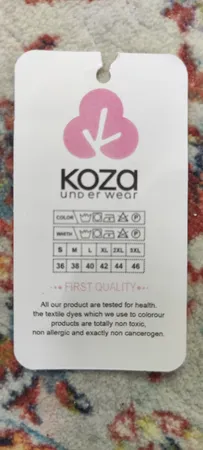 KOZA
under wear
COLOR
WHITE
S M L XL 2XL 5XL
36 38 40 42 44 46
FIRST QUALITY
All our product are tested for health.
the textile dyes which we use to colorour
products are totally non toxic,
non allergic and exactly non cancerogen.